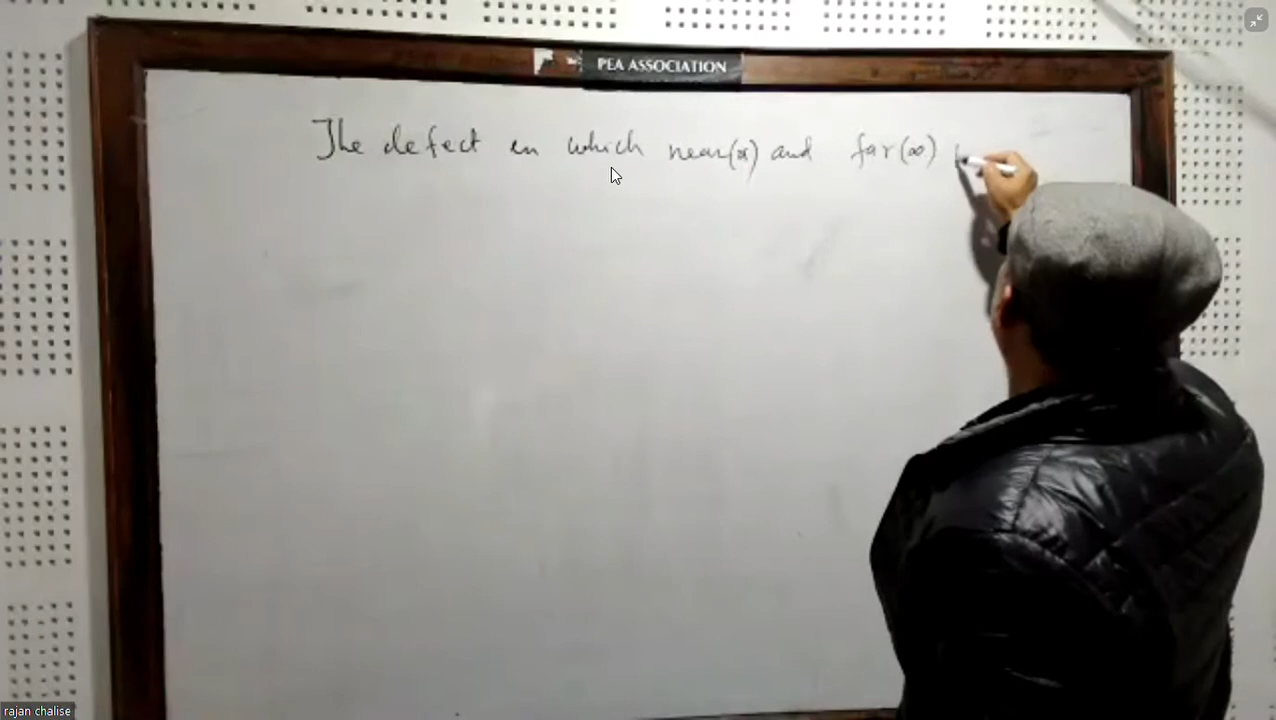 PEA ASSOCIATION
The defect in which near(x) and far(∞)
rajan chalise